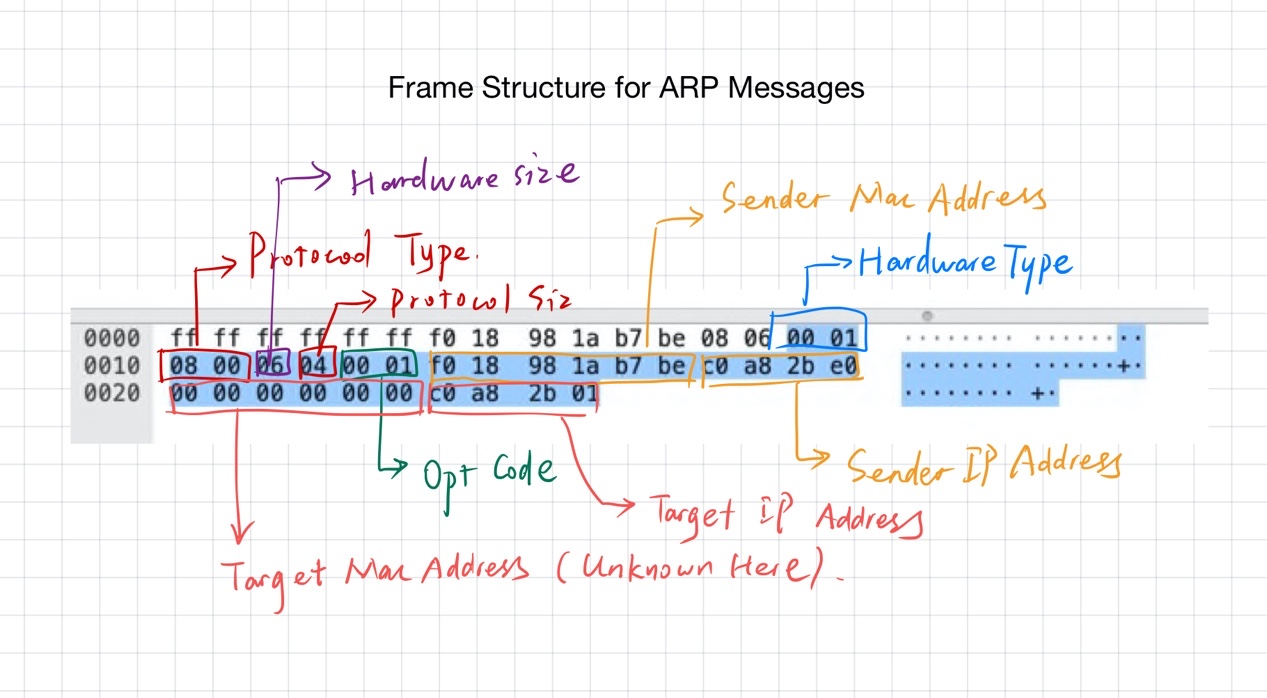 Frame Structure for ARP Messages
Hardware size
Sender Mac Address
Protocool Type.
Hardware Type
Protocol Siz
0000 ff ff ff ff ff ff f0 18 98 1a b7 be 08 06 00 01 ················
0010 08 00 06 04 00 01 f0 18 98 1a b7 be c0 a8 2b e0 ··············+·
0020 00 00 00 00 00 00 c0 a8 2b 01 ········ +·
Opt Code
Sender IP Address
Target IP Address
Target Mac Address (Unknown Here).